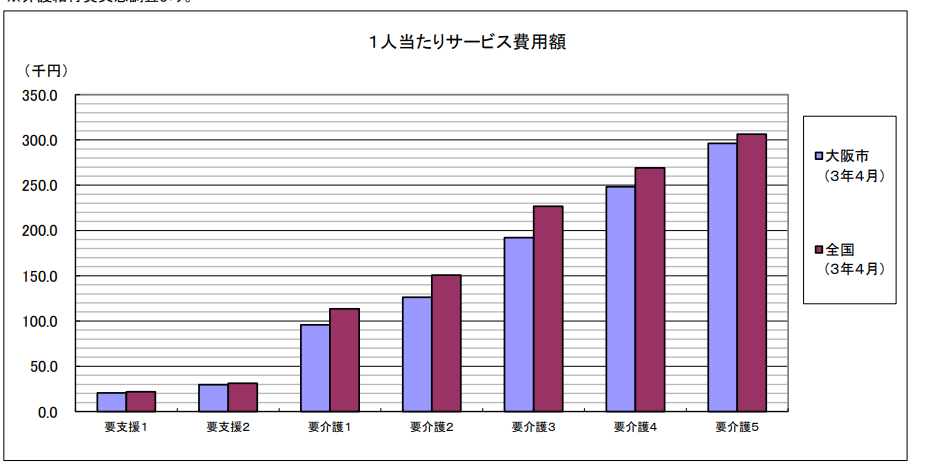 １人当たりサービス費用額
（千円）
350.0
300.0
250.0
200.0
150.0
100.0
50.0
0.0
要支援１
要支援２
要介護１
要介護２
要介護３
要介護４
要介護５
大阪市
（３年４月）
全国
（３年４月）